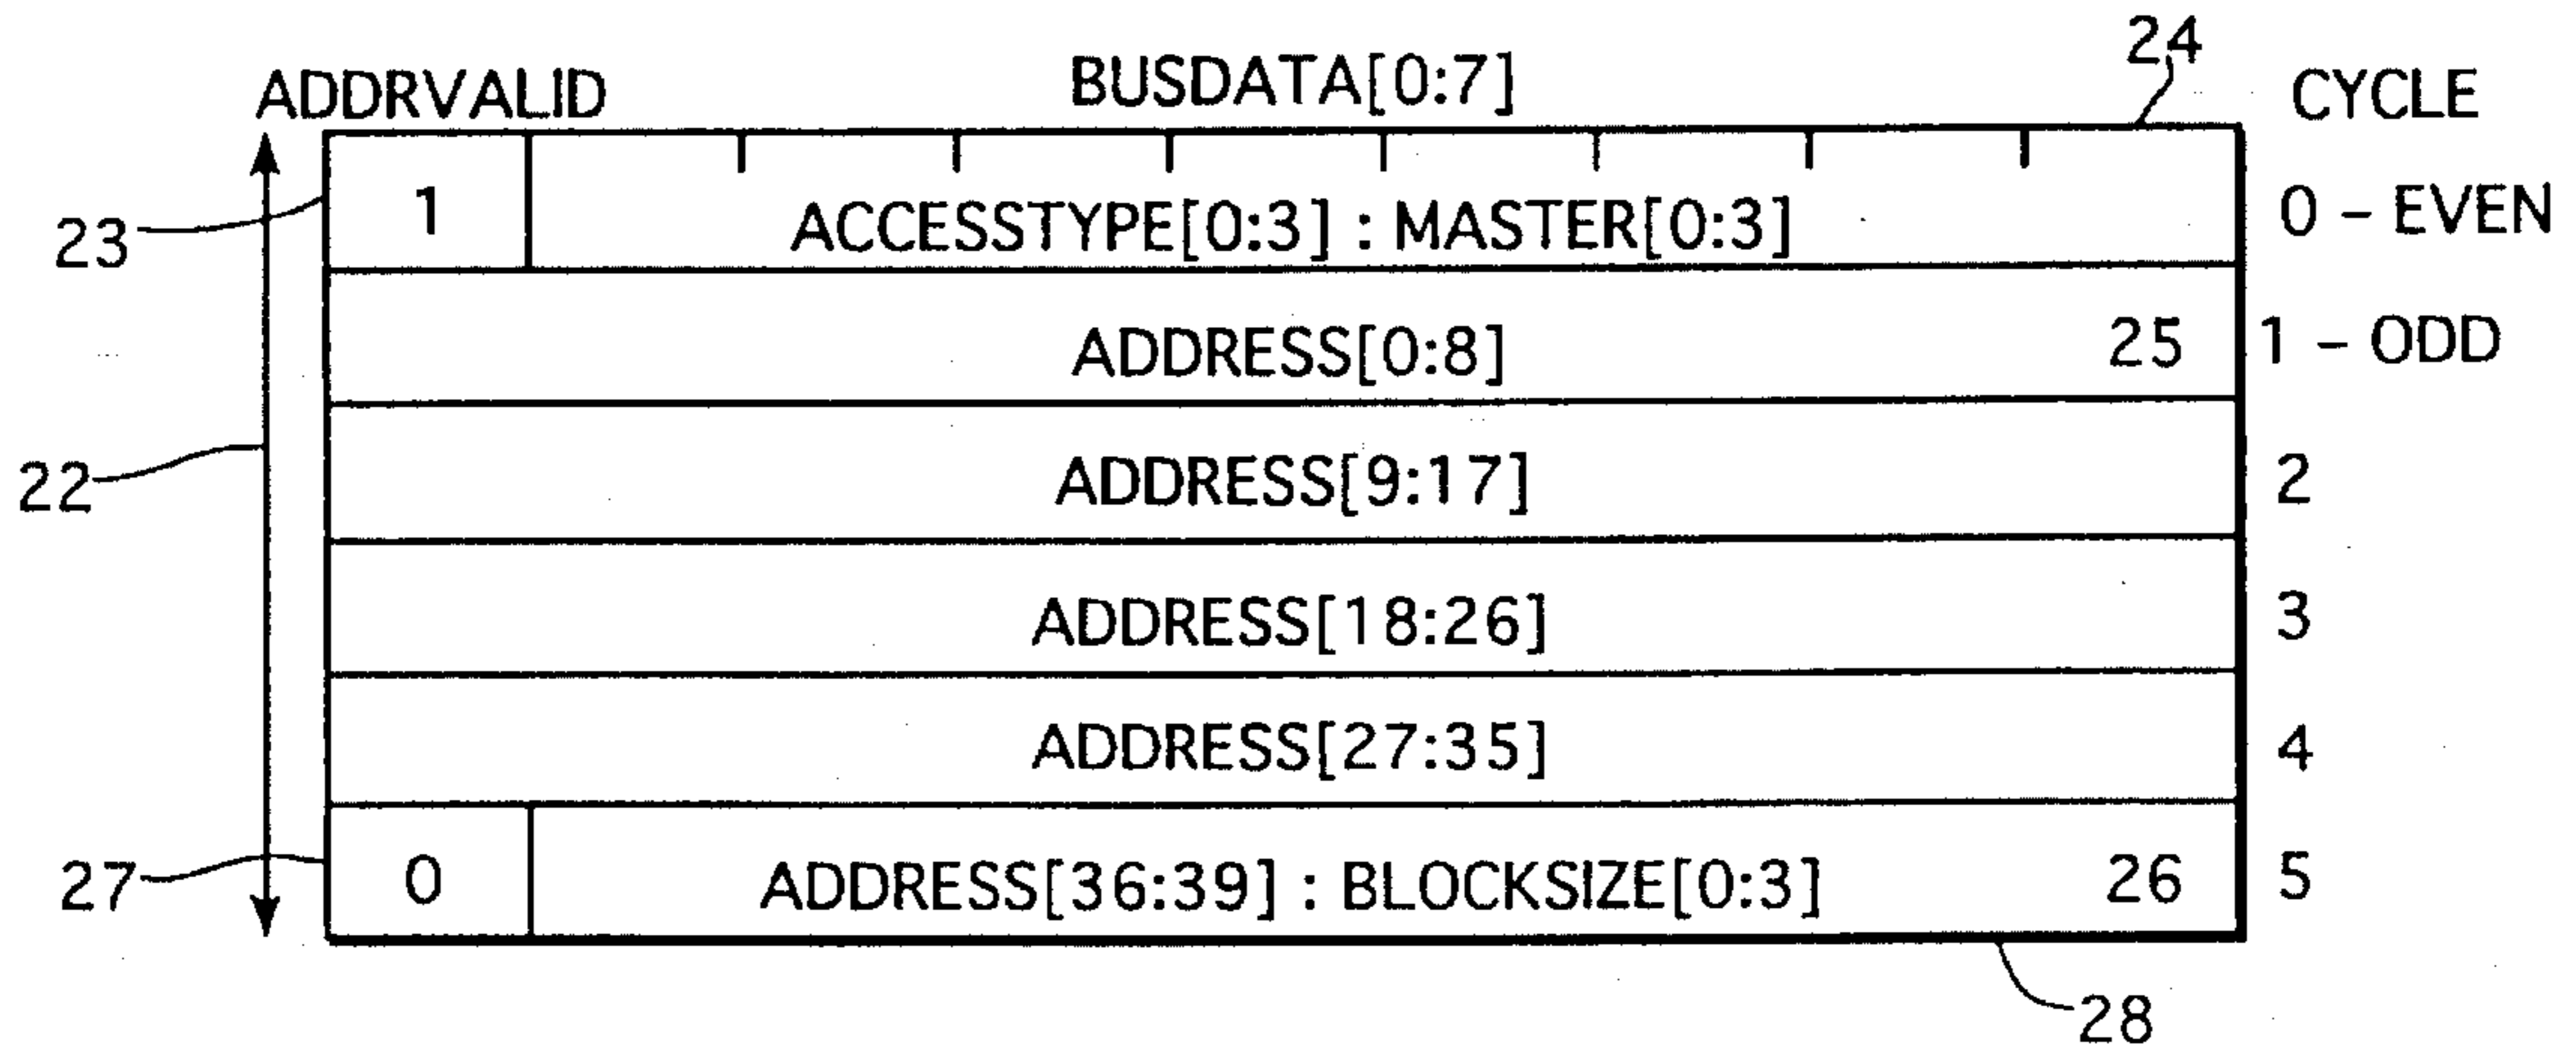 24
ADDRVALID BUSDATA[0:7] CYCLE
23 1 ACCESSTYPE[0:3] : MASTER[0:3] 0 – EVEN
ADDRESS[0:8] 25 1 – ODD
22 ADDRESS[9:17] 2
ADDRESS[18:26] 3
ADDRESS[27:35] 4
27 0 ADDRESS[36:39] : BLOCKSIZE[0:3] 26 5
28